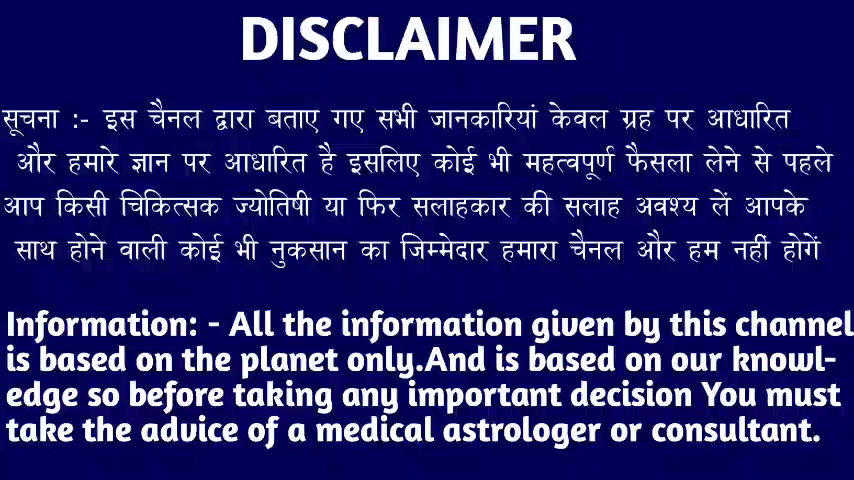 DISCLAIMER
सूचना :- इस चैनल द्वारा बताए गए सभी जानकारियां केवल ग्रह पर आधारित
और हमारे ज्ञान पर आधारित है इसलिए कोई भी महत्वपूर्ण फैसला लेने से पहले
आप किसी चिकित्सक ज्योतिषी या फिर सलाहकार की सलाह अवश्य लें आपके
साथ होने वाली कोई भी नुकसान का जिम्मेदार हमारा चैनल और हम नहीं होगें
Information: - All the information given by this channel
is based on the planet only.And is based on our knowl-
edge so before taking any important decision You must
take the advice of a medical astrologer or consultant.